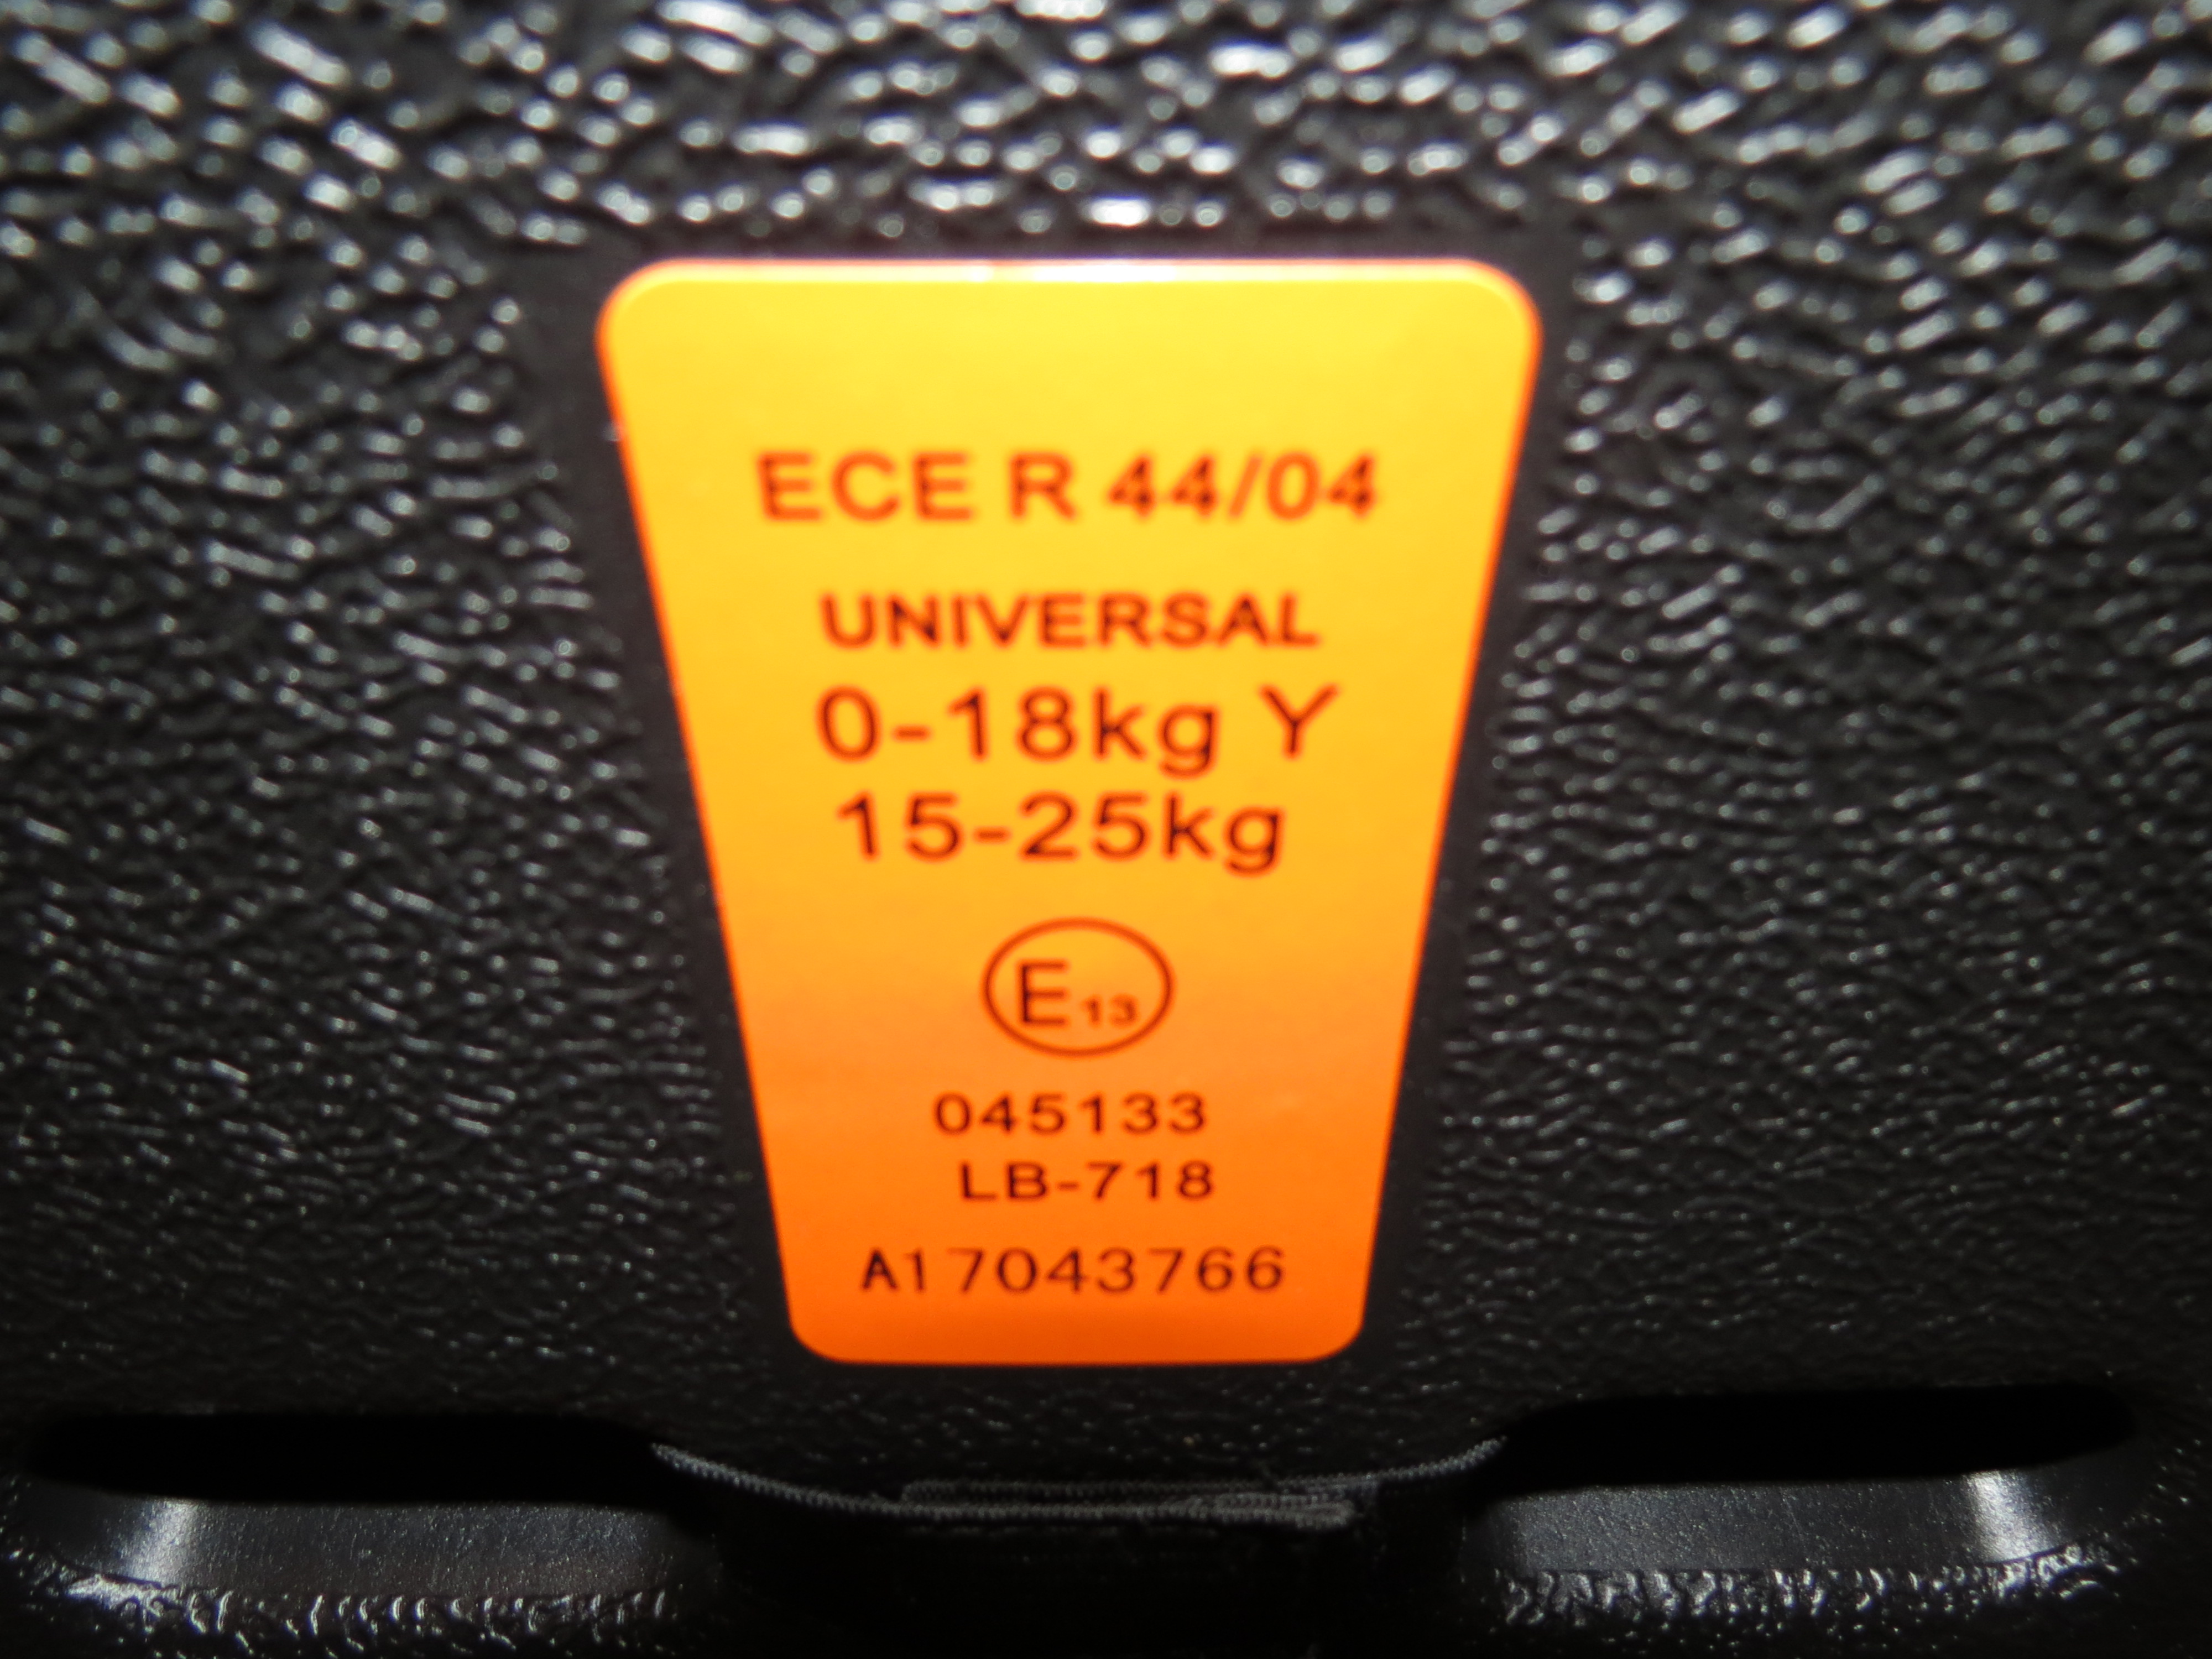 ECE R 44/04
UNIVERSAL
0-18kg Y
15-25kg
E13
045133
LB-718
A17043766